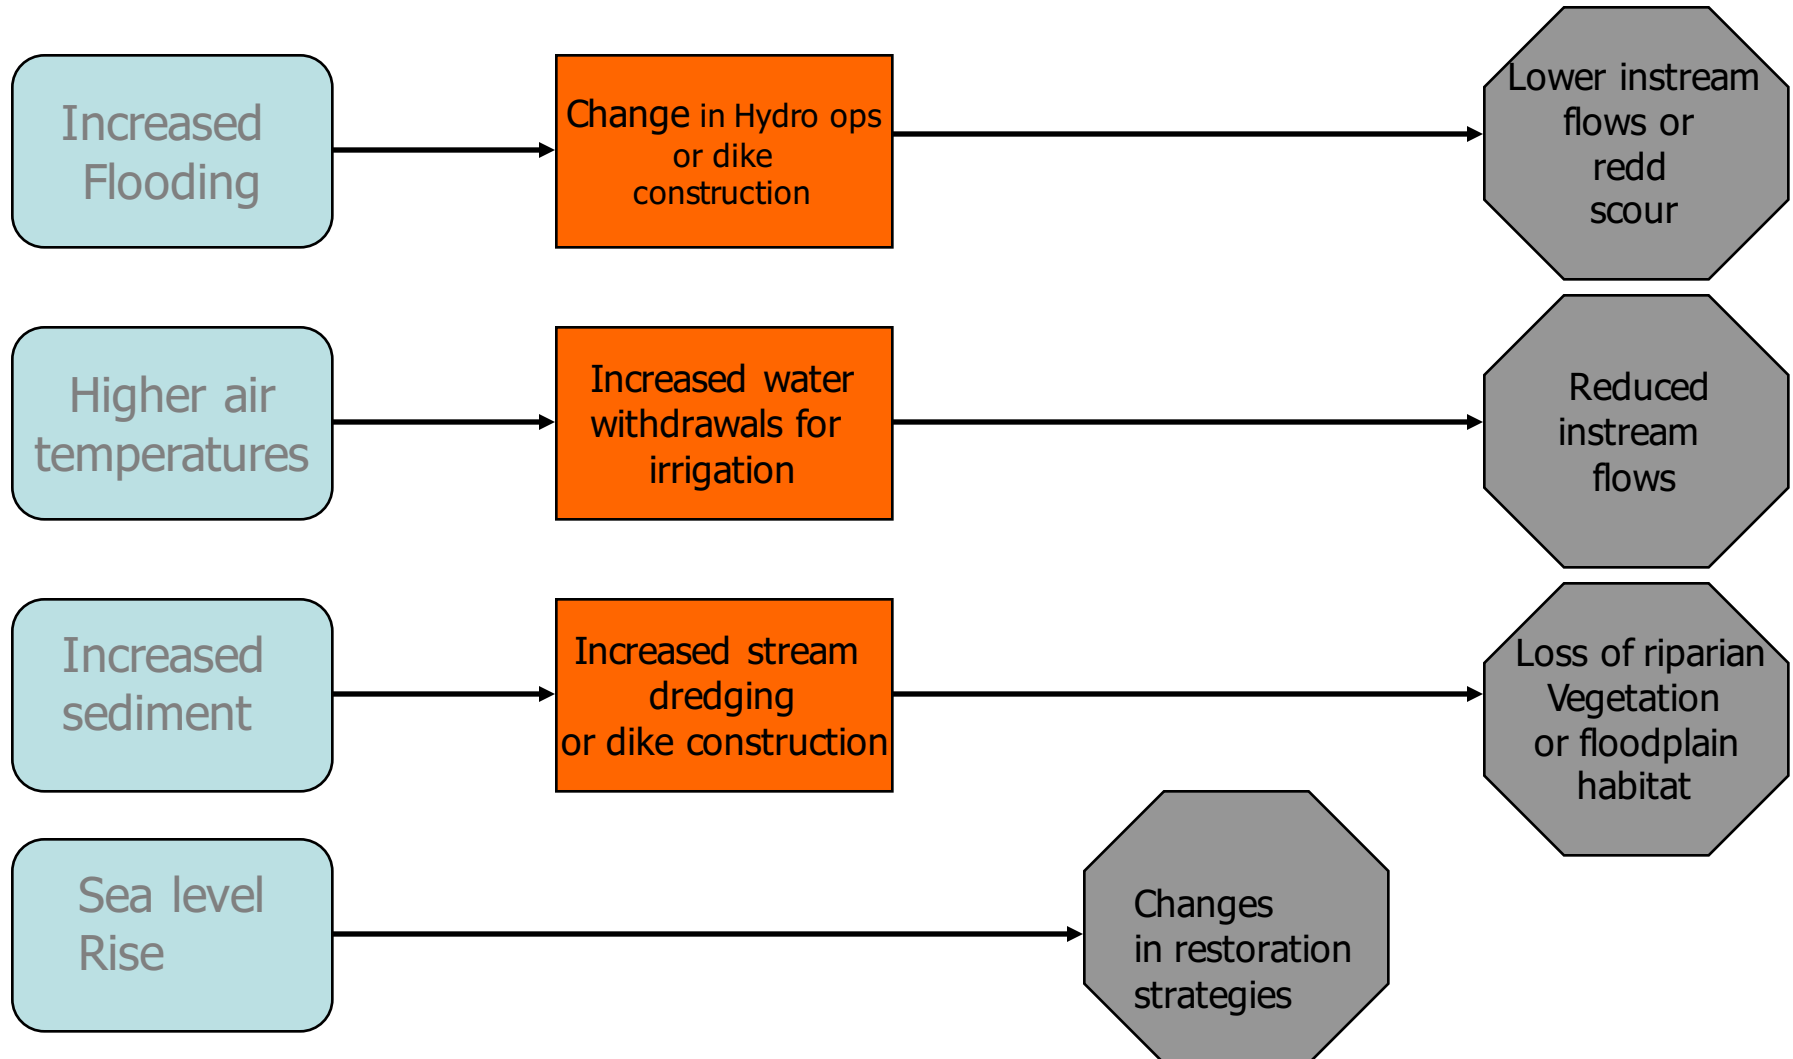 Increased
Flooding
Change in Hydro ops
or dike
construction
Lower instream
flows or
redd
scour
Higher air
temperatures
Increased water
withdrawals for
irrigation
Reduced
instream
flows
Increased
sediment
Increased stream
dredging
or dike construction
Loss of riparian
Vegetation
or floodplain
habitat
Sea level
Rise
Changes
in restoration
strategies